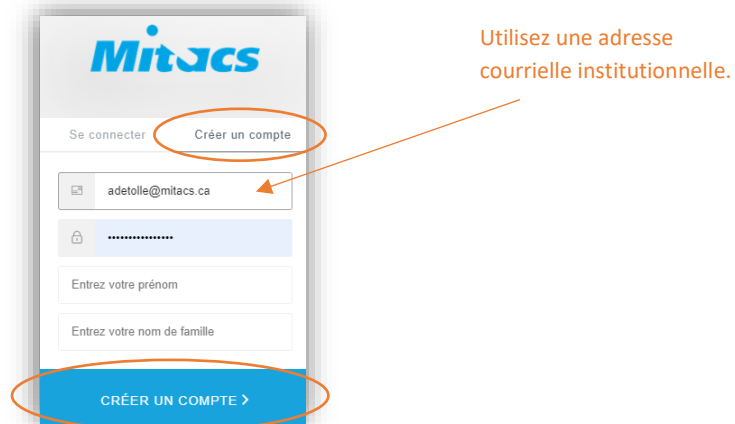 Mitacs
Utilisez une adresse
courrielle institutionnelle.
Se connecter Créer un compte
adetolle@mitacs.ca
•••••••••••••••
Entrez votre prénom
Entrez votre nom de famille
CRÉER UN COMPTE >